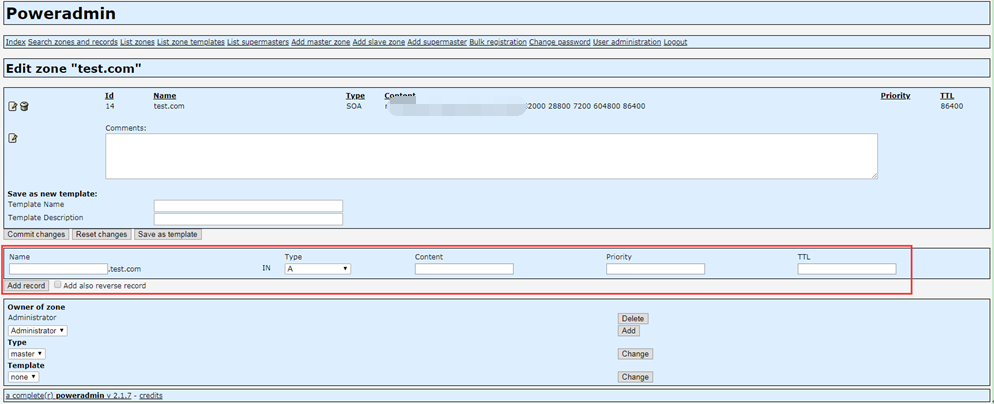 Poweradmin
Index Search zones and records List zones List zone templates List supermasters Add master zone Add slave zone Add supermaster Bulk registration Change password User administration Logout
Edit zone "test.com"
Id Name Type Content Priority TTL
14 test.com SOA 2000 28800 7200 604800 86400 86400
Comments:
Save as new template:
Template Name
Template Description
Commit changes Reset changes Save as template
Name Type Content Priority TTL
.test.com IN A
Add record Add also reverse record
Owner of zone
Administrator Delete
Administrator Add
Type
master Change
Template
none Change
a complete(r) poweradmin v 2.1.7 - credits